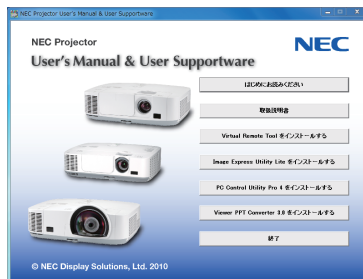 NEC Projector User's Manual & User Supportware
NEC Projector
NEC
User's Manual & User Supportware
はじめにお読みください
取扱説明書
Virtual Remote Tool をインストールする
Image Express Utility Lite をインストールする
PC Control Utility Pro 4 をインストールする
Viewer PPT Converter 3.0 をインストールする
終了
© NEC Display Solutions, Ltd. 2010